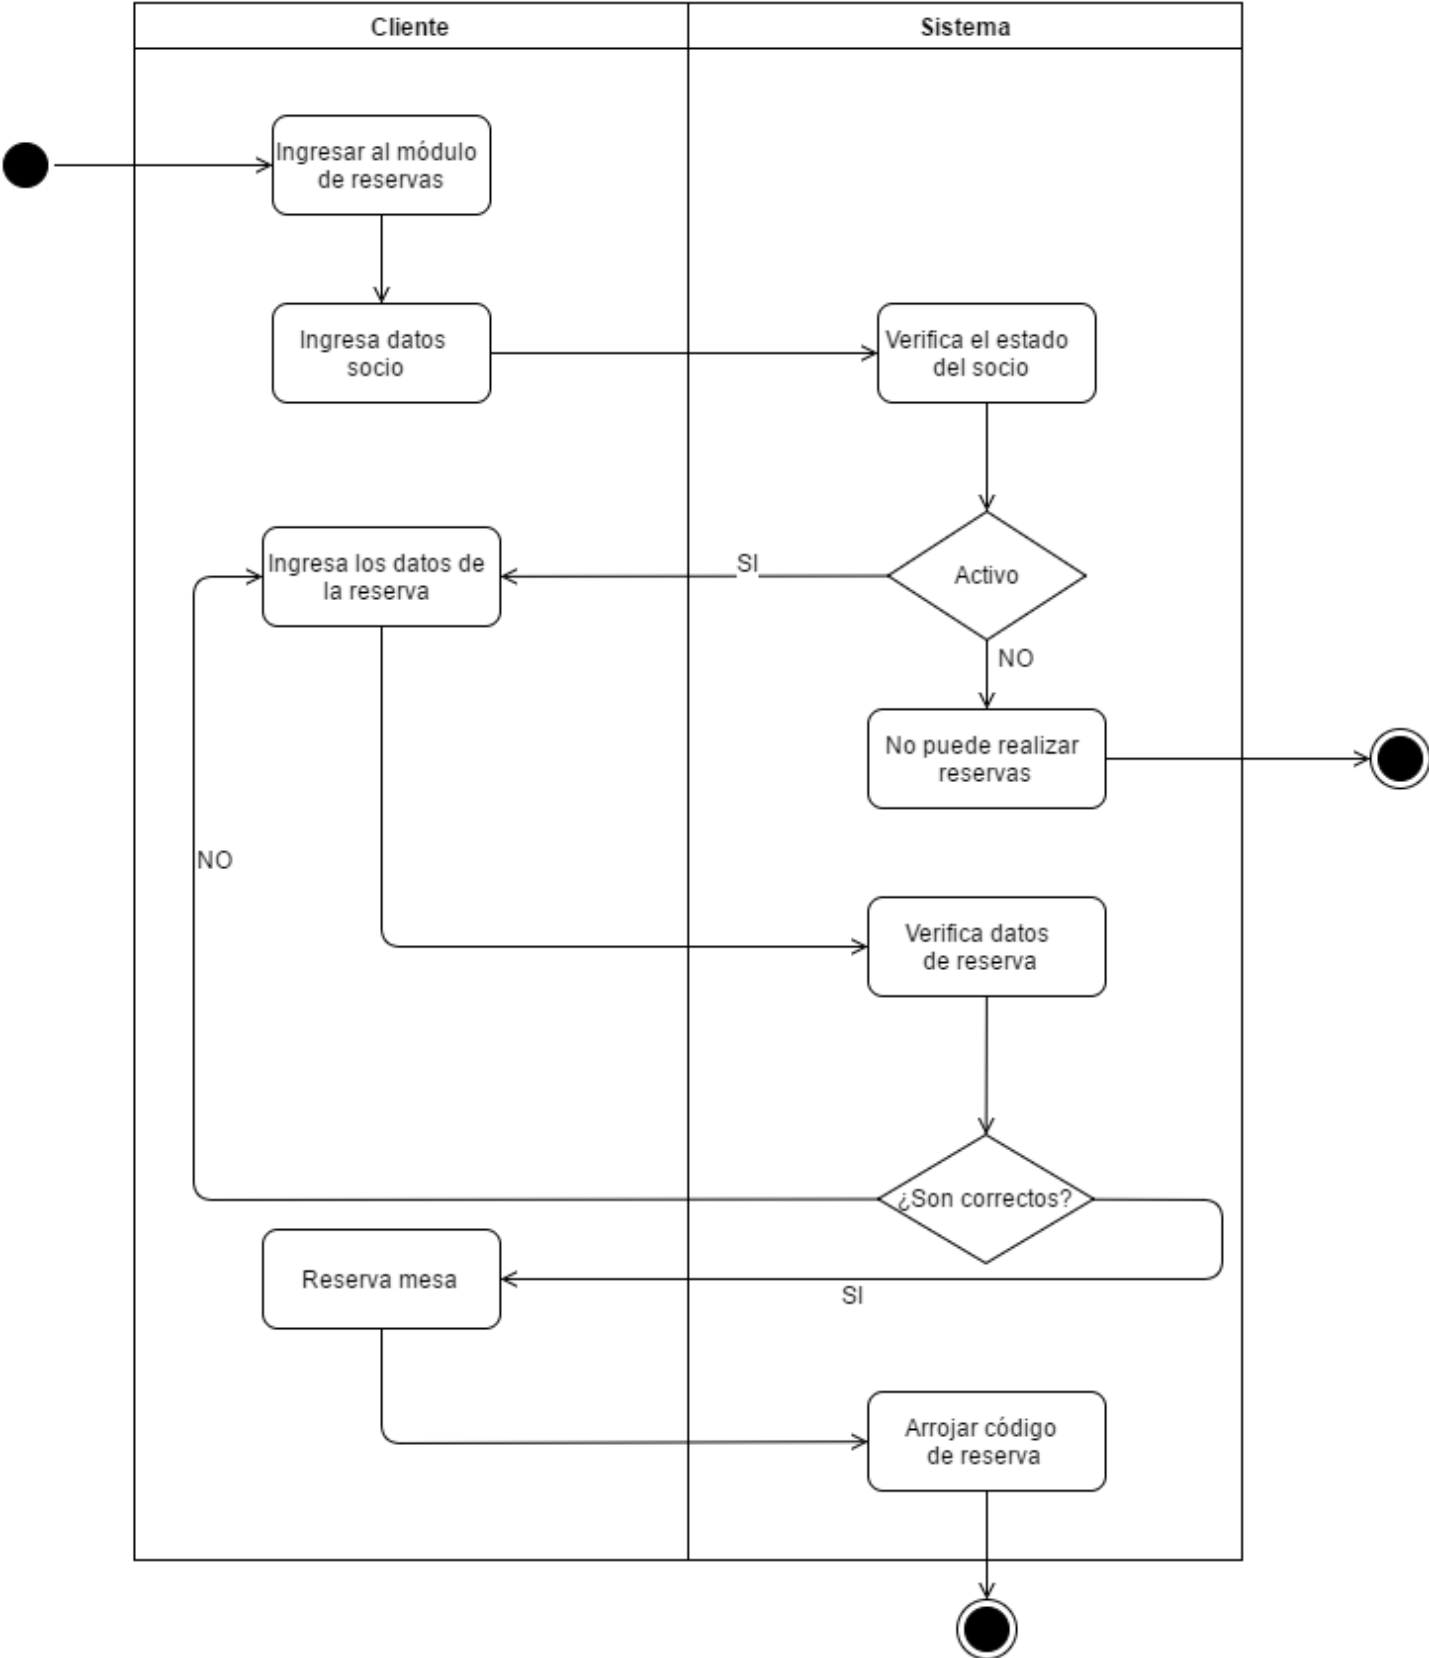 Cliente
Sistema
Ingresar al módulo
de reservas
Ingresa datos
socio
Verifica el estado
del socio
Ingresa los datos de
la reserva
SI
Activo
NO
No puede realizar
reservas
NO
Verifica datos
de reserva
¿Son correctos?
Reserva mesa
SI
Arrojar código
de reserva